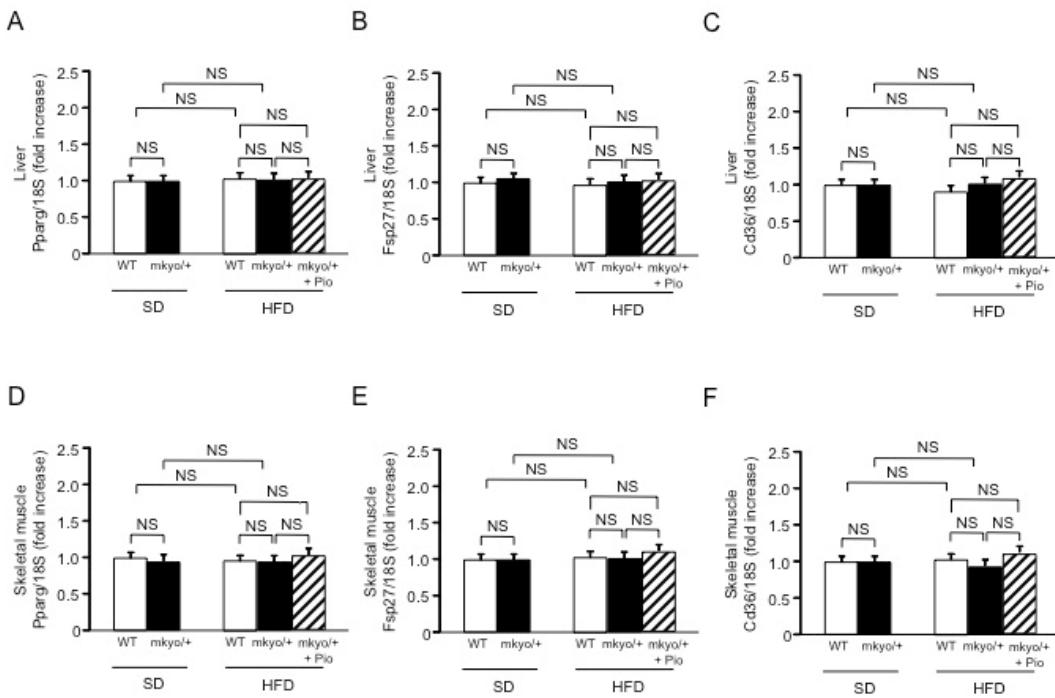 A
Liver
Pparg/18S (fold increase)
2.5
2.0
1.5
1.0
0.5
0
NS
NS
NS
NS
NS
NS
WT
mkyo/+
WT
mkyo/+
mkyo/+
+ Pio
SD
HFD
B
Liver
Fsp27/18S (fold increase)
2.5
2.0
1.5
1.0
0.5
0
NS
NS
NS
NS
NS
NS
WT
mkyo/+
WT
mkyo/+
mkyo/+
+ Pio
SD
HFD
C
Liver
Cd36/18S (fold increase)
2.5
2.0
1.5
1.0
0.5
0
NS
NS
NS
NS
NS
NS
WT
mkyo/+
WT
mkyo/+
mkyo/+
+ Pio
SD
HFD
D
Skeletal muscle
Pparg/18S (fold increase)
2.5
2.0
1.5
1.0
0.5
0
NS
NS
NS
NS
NS
NS
WT
mkyo/+
WT
mkyo/+
mkyo/+
+ Pio
SD
HFD
E
Skeletal muscle
Fsp27/18S (fold increase)
2.5
2.0
1.5
1.0
0.5
0
NS
NS
NS
NS
NS
NS
WT
mkyo/+
WT
mkyo/+
mkyo/+
+ Pio
SD
HFD
F
Skeletal muscle
Cd36/18S (fold increase)
2.5
2.0
1.5
1.0
0.5
0
NS
NS
NS
NS
NS
NS
WT
mkyo/+
WT
mkyo/+
mkyo/+
+ Pio
SD
HFD